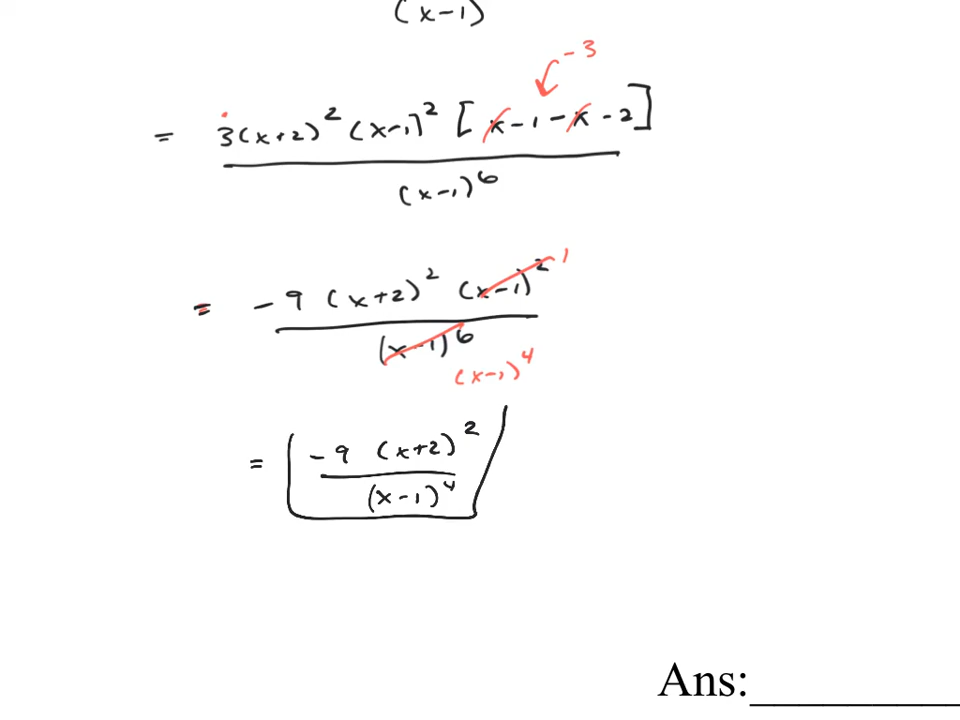 (x-1)
-3
= 3(x+2)² (x-1)² [x-1-x-2]
(x-1)⁶
= -9 (x+2)² (x-1)² 1
(x-1)⁶
(x-1)⁴
= -9 (x+2)²
(x-1)⁴
Ans:__________